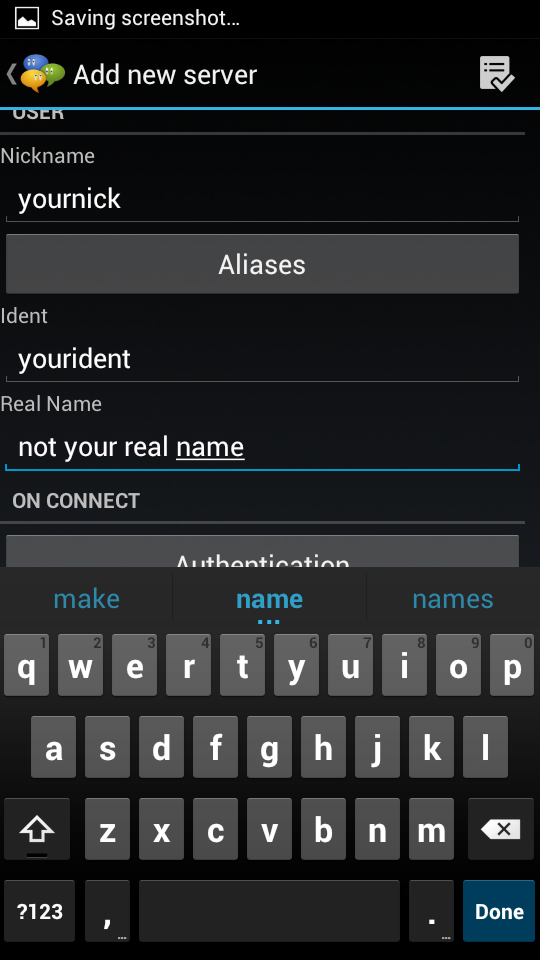 Saving screenshot...
Add new server
USER
Nickname
yournick
Aliases
Ident
yourident
Real Name
not your real name
ON CONNECT
Authentication
make name names
1 2 3 4 5 6 7 8 9 0
q w e r t y u i o p
a s d f g h j k l
z x c v b n m
?123 , ... . ... Done